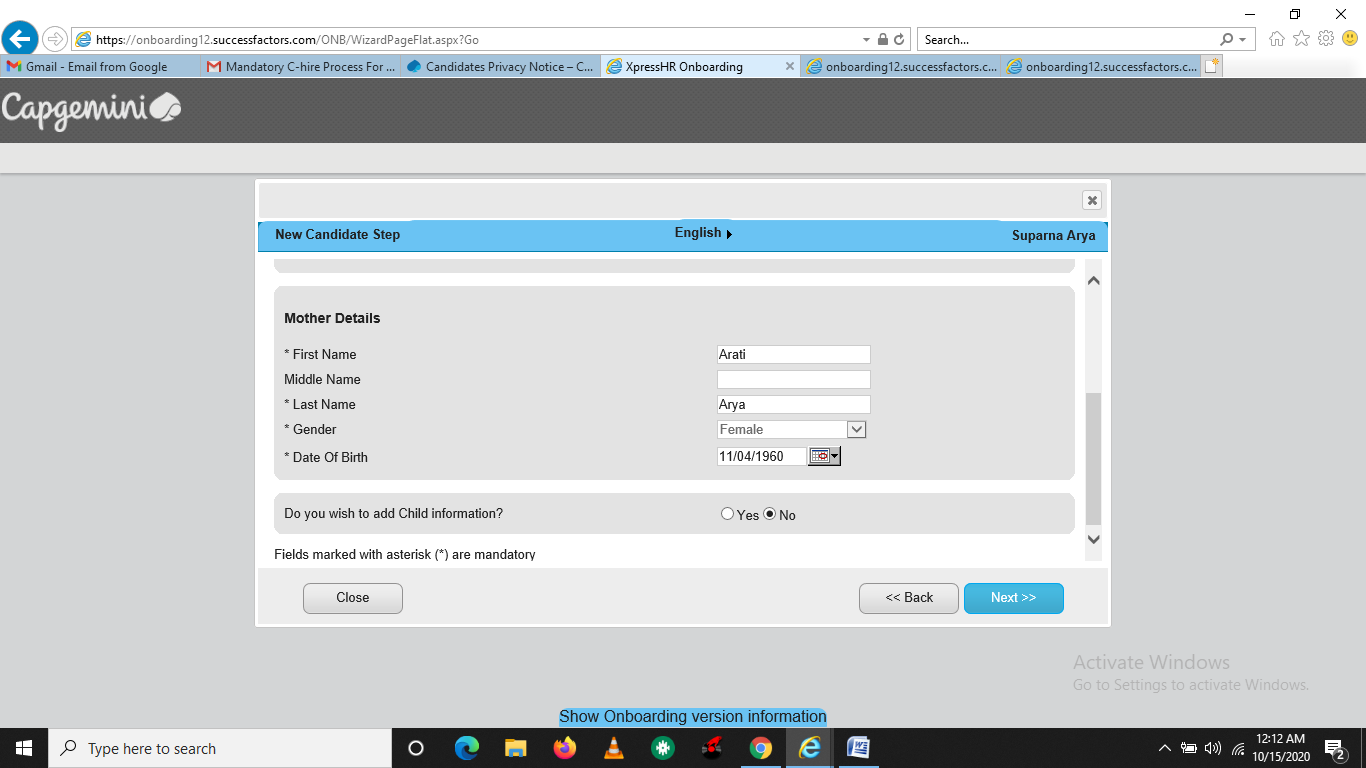 https://onboarding12.successfactors.com/ONB/WizardPageFlat.aspx?Go
Search...
Gmail - Email from Google
Mandatory C-hire Process For ...
Candidates Privacy Notice – C...
XpressHR Onboarding
onboarding12.successfactors.c...
onboarding12.successfactors.c...
Capgemini
New Candidate Step
English
Suparna Arya
Mother Details
* First Name
Arati
Middle Name
* Last Name
Arya
* Gender
Female
* Date Of Birth
11/04/1960
Do you wish to add Child information?
Yes
No
Fields marked with asterisk (*) are mandatory
Close
<< Back
Next >>
Activate Windows
Go to Settings to activate Windows.
Show Onboarding version information
Type here to search
12:12 AM
10/15/2020
2